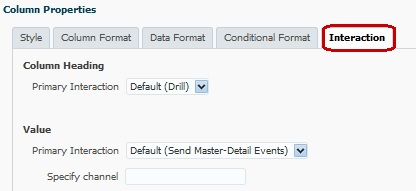 Column Properties
Style Column Format Data Format Conditional Format Interaction
Column Heading
Primary Interaction Default (Drill)
Value
Primary Interaction Default (Send Master-Detail Events)
Specify channel